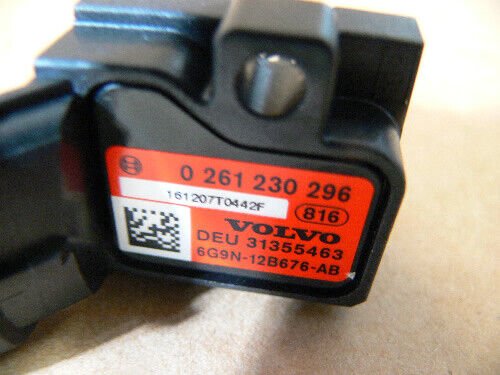 0 261 230 296
161207T0442F
816
VOLVO
DEU 31355463
6G9N-12B676-AB